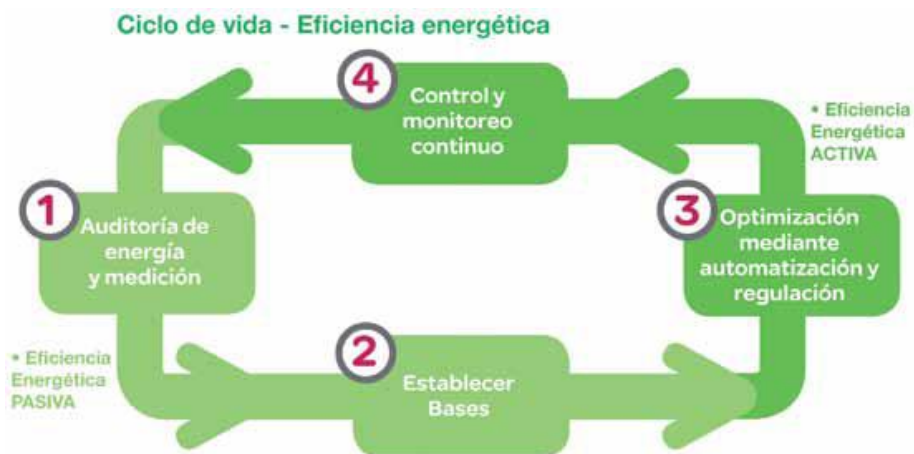 Ciclo de vida - Eficiencia energética
4
Control y
monitoreo
continuo
• Eficiencia
Energética
ACTIVA
1
Auditoría de
energía
y medición
3
Optimización
mediante
automatización y
regulación
• Eficiencia
Energética
PASIVA
2
Establecer
Bases